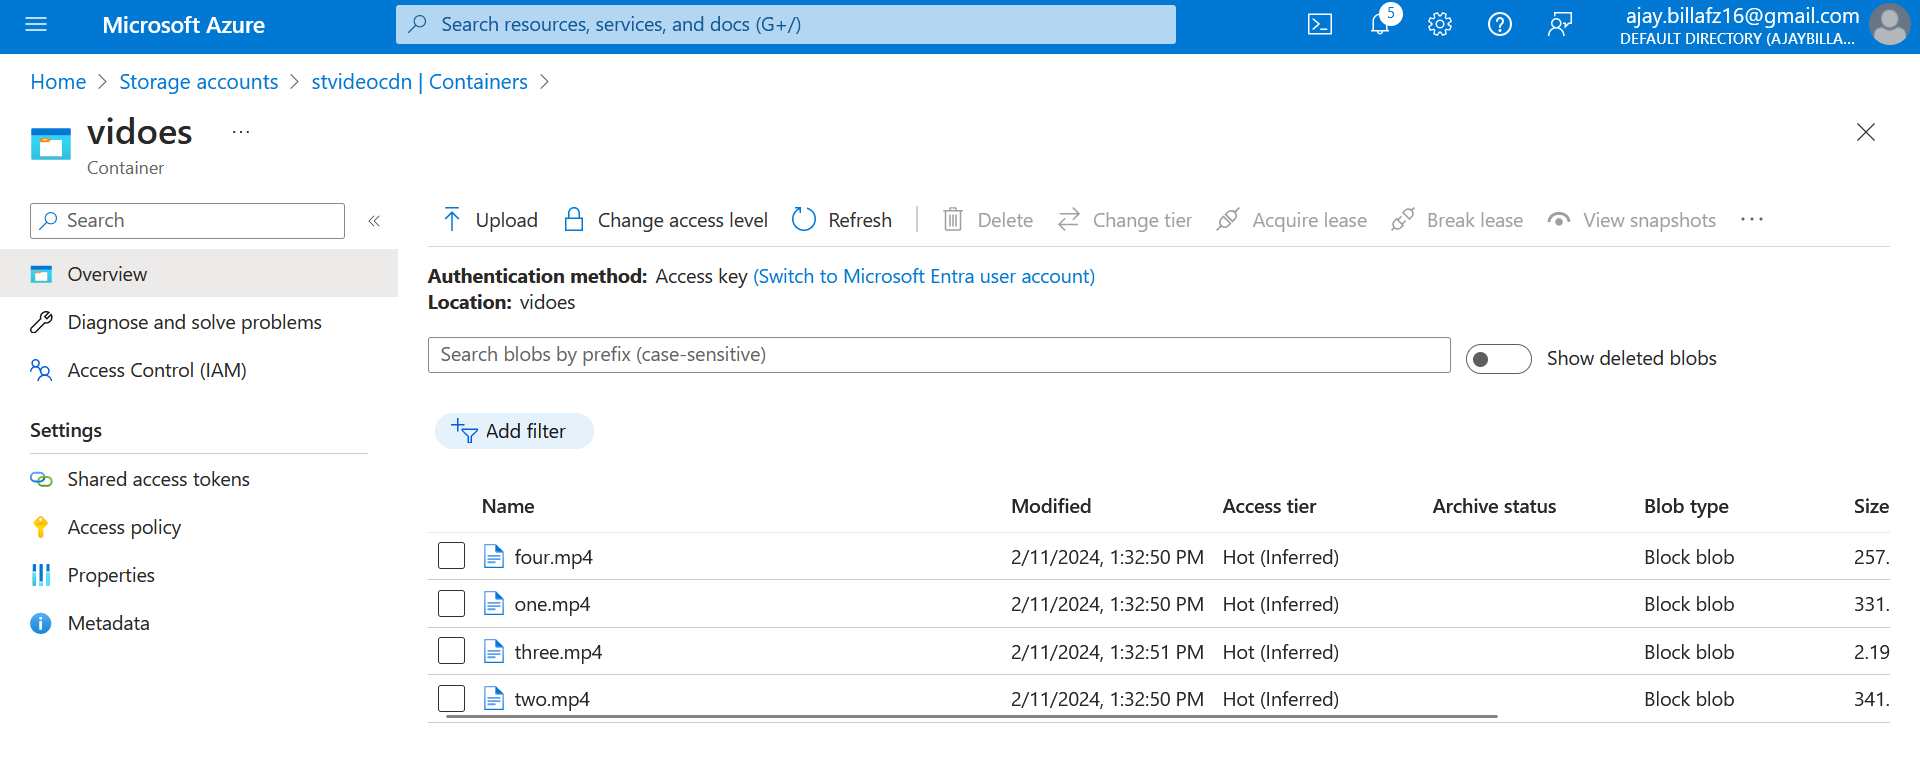 Microsoft Azure
Search resources, services, and docs (G+/)
5
ajay.billafz16@gmail.com
DEFAULT DIRECTORY (AJAYBILLA...
Home > Storage accounts > stvideocdn | Containers >
vidoes ...
Container
Search
«
Upload Change access level Refresh Delete Change tier Acquire lease Break lease View snapshots ...
Overview
Diagnose and solve problems
Access Control (IAM)
Settings
Shared access tokens
Access policy
Properties
Metadata
Authentication method: Access key (Switch to Microsoft Entra user account)
Location: vidoes
Search blobs by prefix (case-sensitive)
Show deleted blobs
Add filter
Name Modified Access tier Archive status Blob type Size
four.mp4 2/11/2024, 1:32:50 PM Hot (Inferred) Block blob 257.
one.mp4 2/11/2024, 1:32:50 PM Hot (Inferred) Block blob 331.
three.mp4 2/11/2024, 1:32:51 PM Hot (Inferred) Block blob 2.19
two.mp4 2/11/2024, 1:32:50 PM Hot (Inferred) Block blob 341.